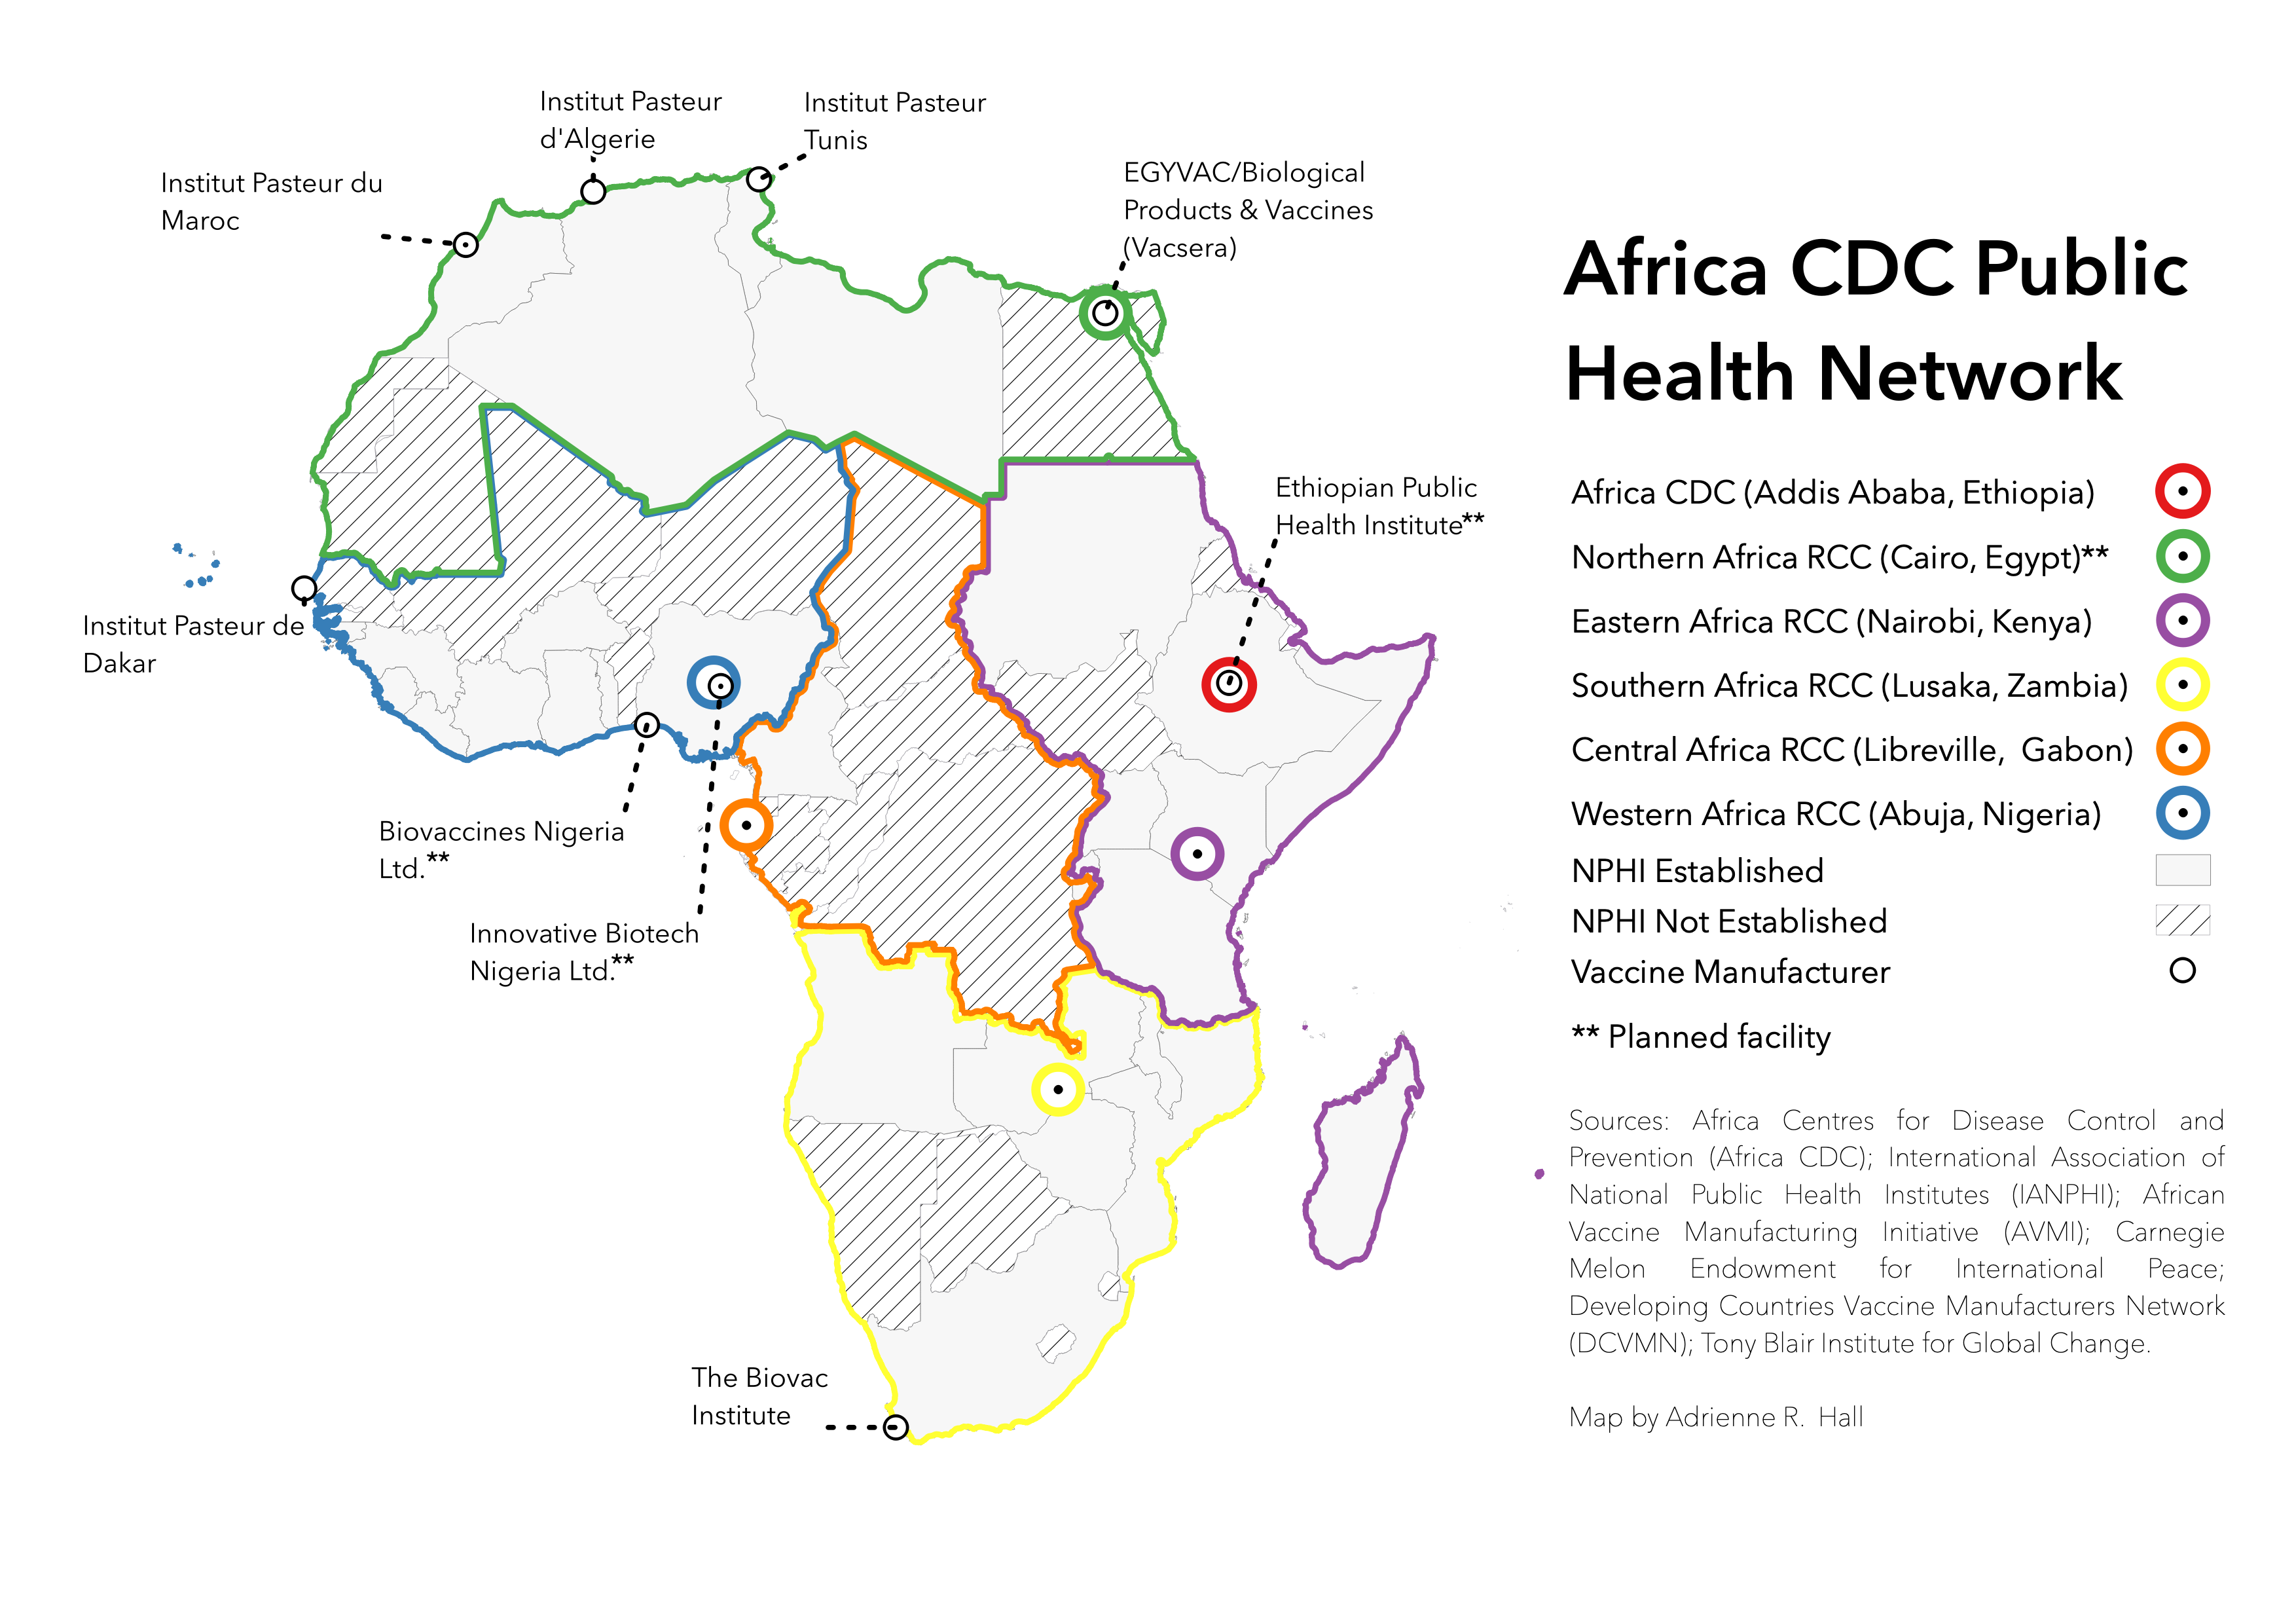 Institut Pasteur
d'Algerie
Institut Pasteur
Tunis
Institut Pasteur du
Maroc
EGYVAC/Biological
Products & Vaccines
(Vacsera)
Ethiopian Public
Health Institute**
Institut Pasteur de
Dakar
Biovaccines Nigeria
Ltd.**
Innovative Biotech
Nigeria Ltd.**
The Biovac
Institute
Africa CDC Public
Health Network
Africa CDC (Addis Ababa, Ethiopia)
Northern Africa RCC (Cairo, Egypt)**
Eastern Africa RCC (Nairobi, Kenya)
Southern Africa RCC (Lusaka, Zambia)
Central Africa RCC (Libreville, Gabon)
Western Africa RCC (Abuja, Nigeria)
NPHI Established
NPHI Not Established
Vaccine Manufacturer
** Planned facility
Sources: Africa Centres for Disease Control and
Prevention (Africa CDC); International Association of
National Public Health Institutes (IANPHI); African
Vaccine Manufacturing Initiative (AVMI); Carnegie
Melon Endowment for International Peace;
Developing Countries Vaccine Manufacturers Network
(DCVMN); Tony Blair Institute for Global Change.
Map by Adrienne R. Hall